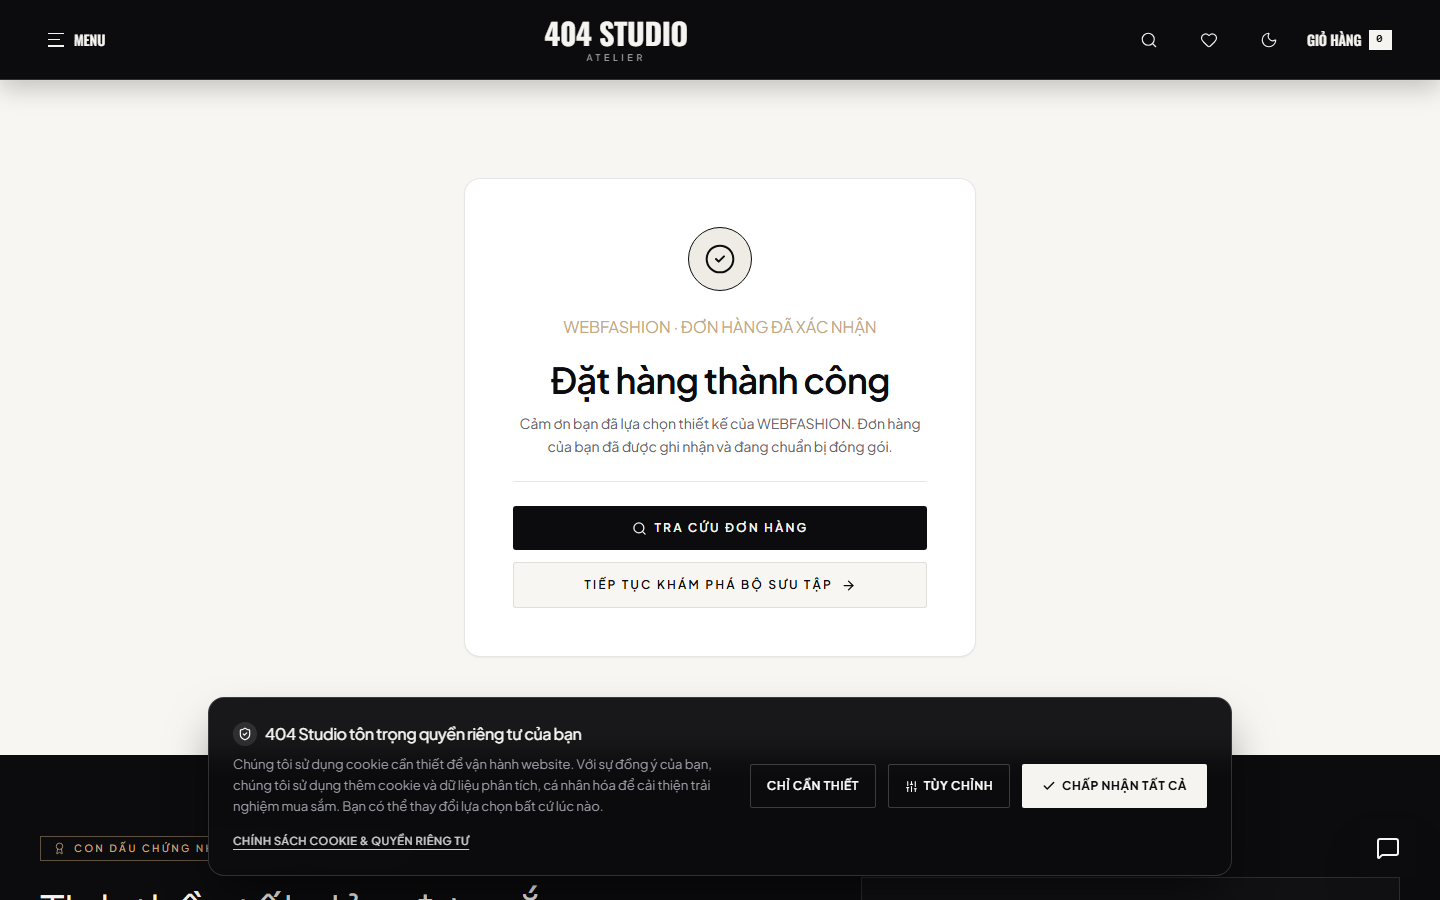 MENU
404 STUDIO
ATELIER
GIỎ HÀNG 0
WEBFASHION · ĐƠN HÀNG ĐÃ XÁC NHẬN
Đặt hàng thành công
Cảm ơn bạn đã lựa chọn thiết kế của WEBFASHION. Đơn hàng
của bạn đã được ghi nhận và đang chuẩn bị đóng gói.
TRA CỨU ĐƠN HÀNG
TIẾP TỤC KHÁM PHÁ BỘ SƯU TẬP
404 Studio tôn trọng quyền riêng tư của bạn
Chúng tôi sử dụng cookie cần thiết để vận hành website. Với sự đồng ý của bạn,
chúng tôi sử dụng thêm cookie và dữ liệu phân tích, cá nhân hóa để cải thiện trải
nghiệm mua sắm. Bạn có thể thay đổi lựa chọn bất cứ lúc nào.
CHÍNH SÁCH COOKIE & QUYỀN RIÊNG TƯ
CHỈ CẦN THIẾT
TÙY CHỈNH
CHẤP NHẬN TẤT CẢ
CON DẤU CHỨNG